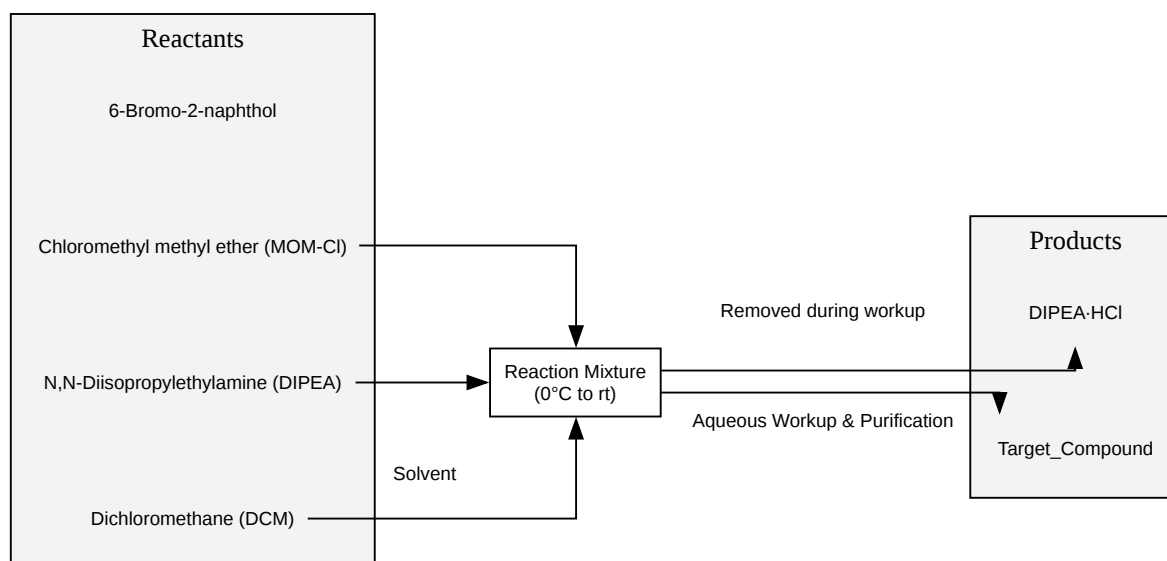 Reactants
6-Bromo-2-naphthol
Chloromethyl methyl ether (MOM-Cl)
N,N-Diisopropylethylamine (DIPEA)
Solvent
Dichloromethane (DCM)
Reaction Mixture
(0°C to rt)
Removed during workup
Aqueous Workup & Purification
Products
DIPEA·HCl
Target_Compound